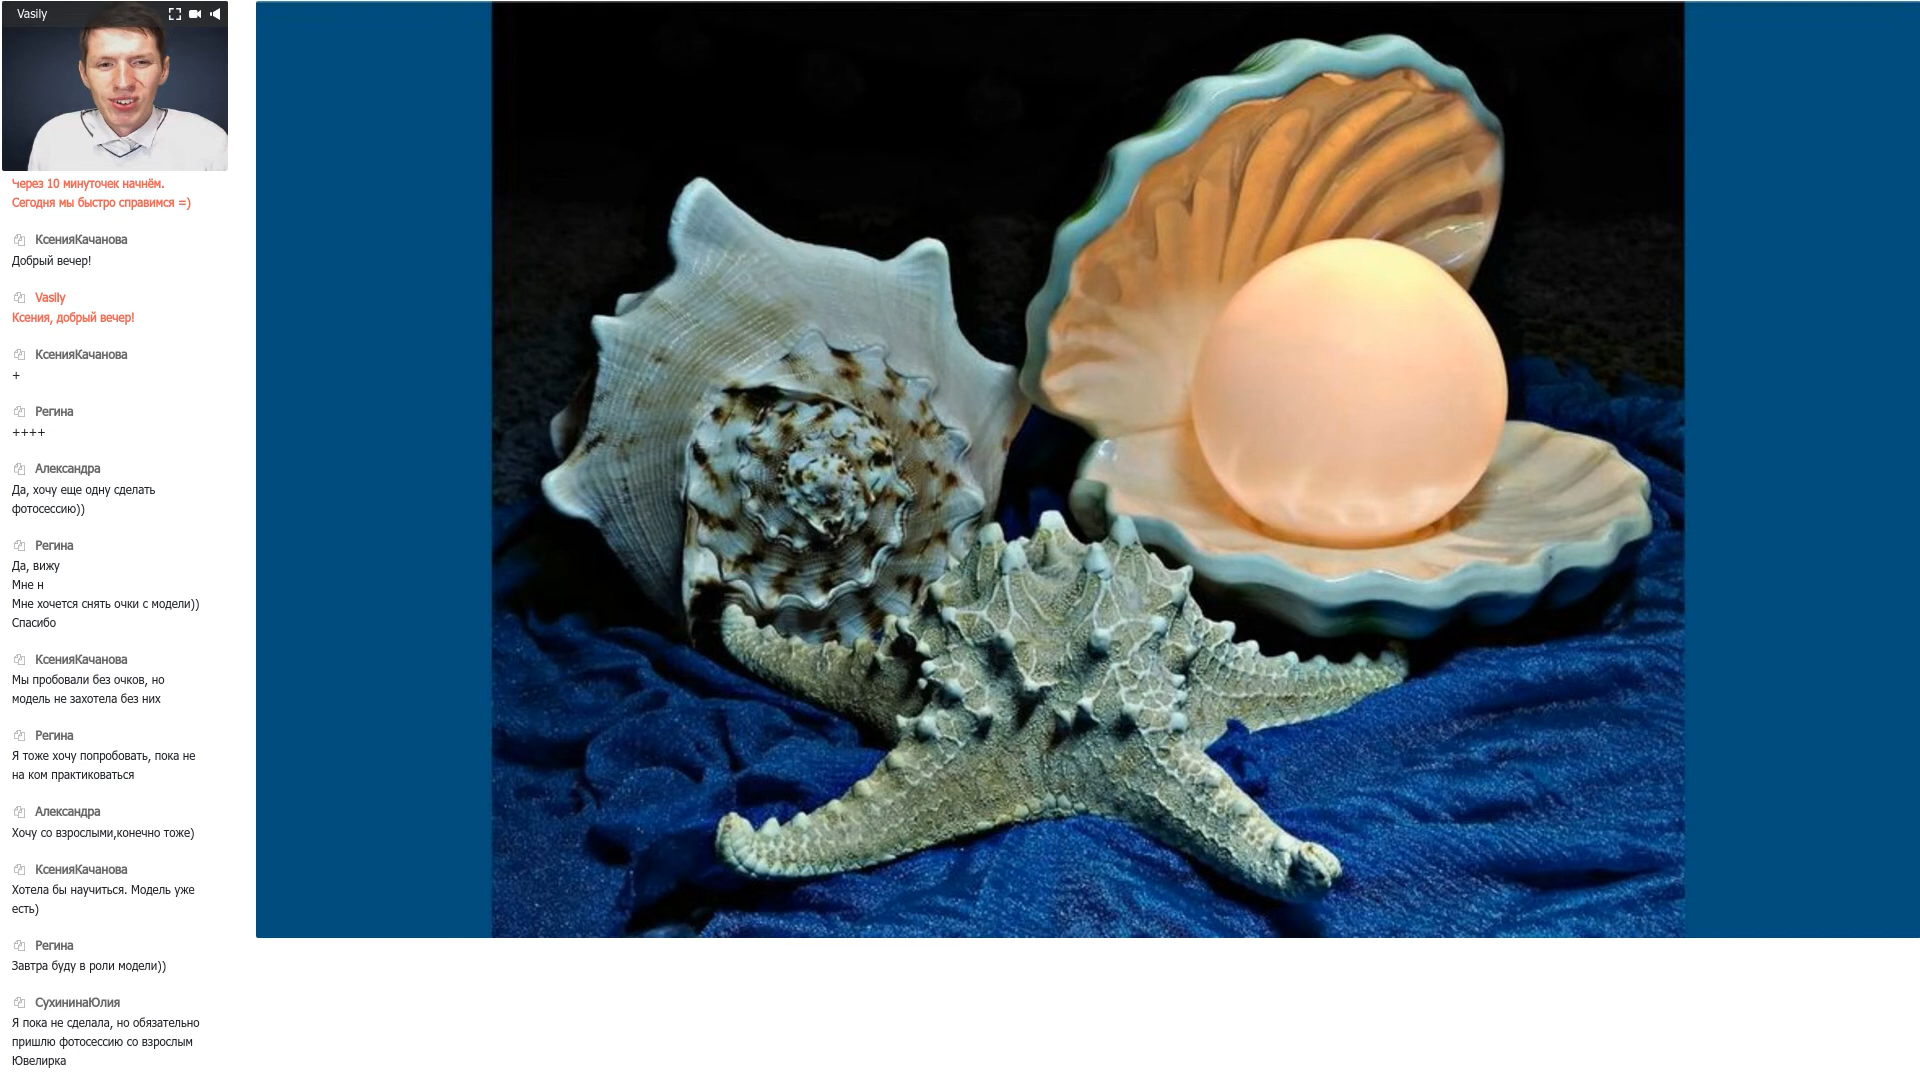 Vasily
Через 10 минуточек начнём.
Сегодня мы быстро справимся =)
КсенияКачанова
Добрый вечер!
Vasily
Ксения, добрый вечер!
КсенияКачанова
+
Регина
++++
Александра
Да, хочу еще одну сделать
фотосессию))
Регина
Да, вижу
Мне н
Мне хочется снять очки с модели))
Спасибо
КсенияКачанова
Мы пробовали без очков, но
модель не захотела без них
Регина
Я тоже хочу попробовать, пока не
на ком практиковаться
Александра
Хочу со взрослыми,конечно тоже)
КсенияКачанова
Хотела бы научиться. Модель уже
есть)
Регина
Завтра буду в роли модели))
СухининаЮлия
Я пока не сделала, но обязательно
пришлю фотосессию со взрослым
Ювелирка